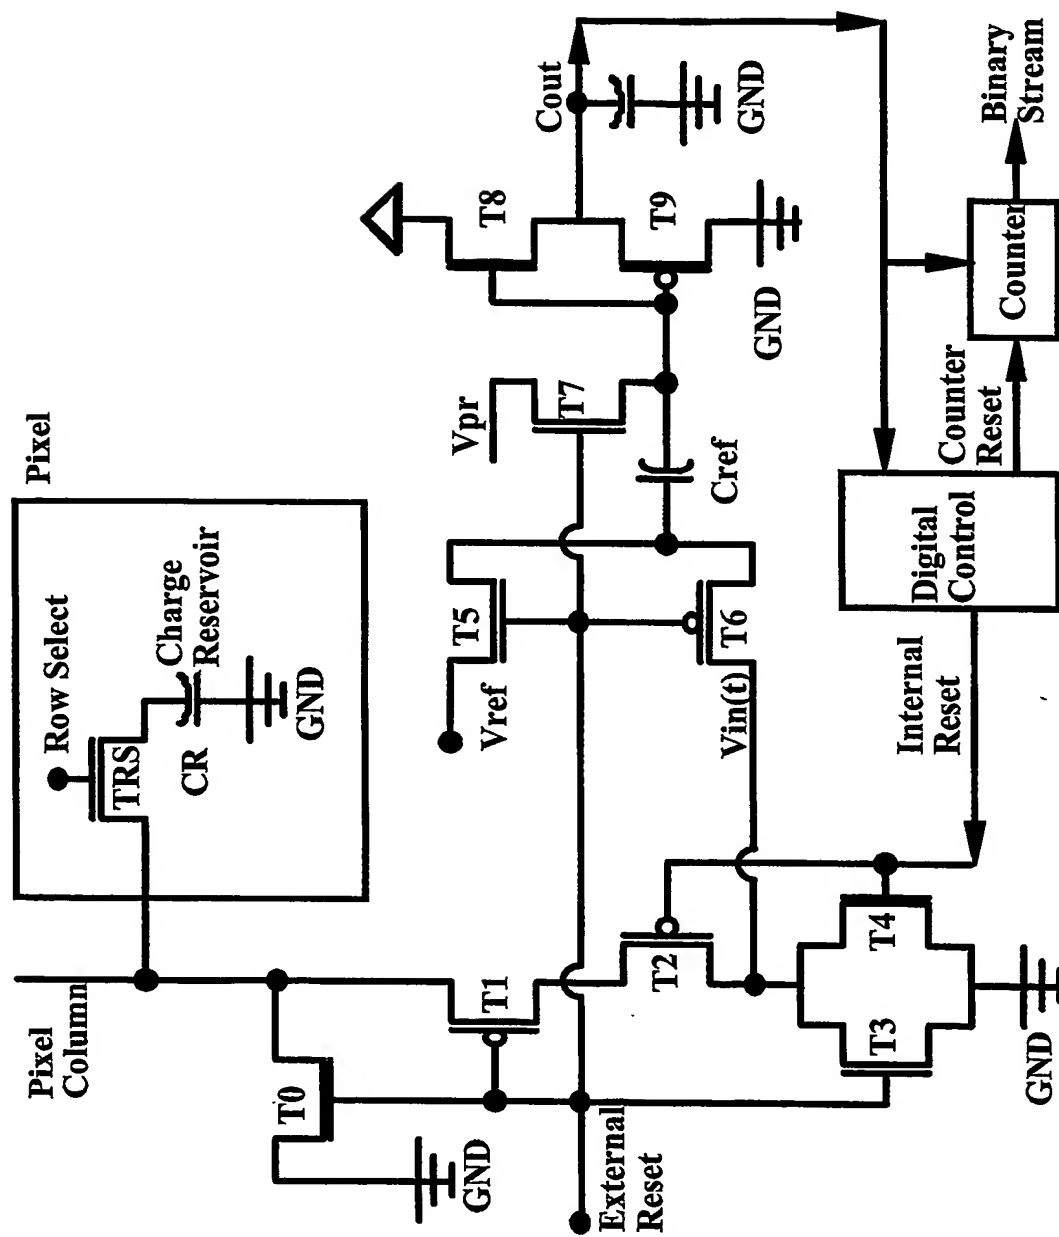 Pixel
Column
Pixel
Row Select
TRS
CR
Charge
Reservoir
GND
T0
GND
External
Reset
T1
T2
T3
T4
GND
Vref
T5
T6
Vin(t)
Vpr
T7
Cref
T8
T9
GND
Cout
GND
Internal
Reset
Digital
Control
Counter
Reset
Counter
Binary
Stream